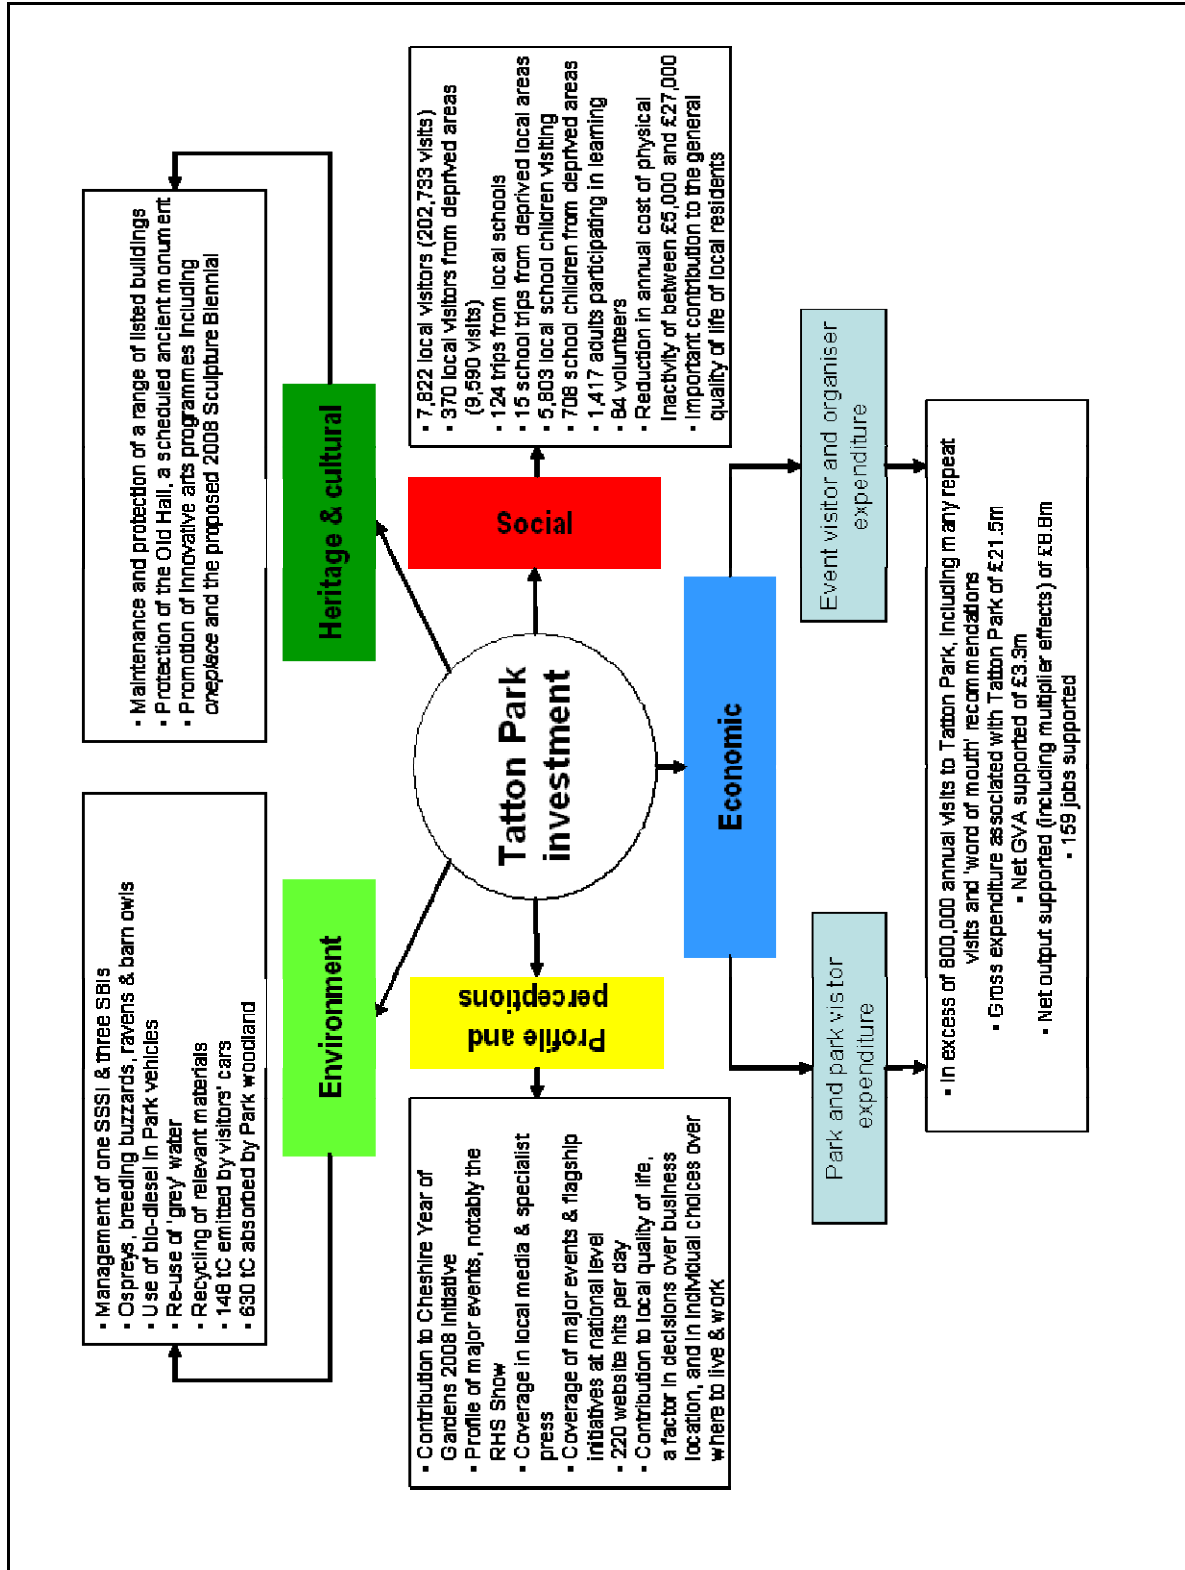 ▪ Management of one SSSI & three SBIs
▪ Ospreys, breeding buzzards, ravens & barn owls
▪ Use of bio-diesel in Park vehicles
▪ Re-use of 'grey' water
▪ Recycling of relevant materials
▪ 148 tC emitted by visitors' cars
▪ 630 tC absorbed by Park woodland
▪ Maintenance and protection of a range of listed buildings
▪ Protection of the Old Hall, a scheduled ancient monument
▪ Promotion of innovative arts programmes including
oneplace and the proposed 2008 Sculpture Biennial
Environment
Heritage & cultural
▪ Contribution to Cheshire Year of
Gardens 2008 initiative
▪ Profile of major events, notably the
RHS Show
▪ Coverage in local media & specialist
press
▪ Coverage of major events & flagship
initiatives at national level
▪ 220 website hits per day
▪ Contribution to local quality of life,
a factor in decisions over business
location, and in individual choices over
where to live & work
Profile and
perceptions
Tatton Park
investment
Social
▪ 7,822 local visitors (202,733 visits)
▪ 370 local visitors from deprived areas
(9,590 visits)
▪ 124 trips from local schools
▪ 15 school trips from deprived local areas
▪ 5,803 local school children visiting
▪ 708 school children from deprived areas
▪ 1,417 adults participating in learning
▪ 84 volunteers
▪ Reduction in annual cost of physical
inactivity of between £5,000 and £27,000
▪ Important contribution to the general
quality of life of local residents
Economic
Park and park visitor
expenditure
Event visitor and organiser
expenditure
▪ In excess of 800,000 annual visits to Tatton Park, including many repeat
visits and 'word of mouth' recommendations
▪ Gross expenditure associated with Tatton Park of £21.5m
▪ Net GVA supported of £3.3m
▪ Net output supported (including multiplier effects) of £8.8m
▪ 159 jobs supported